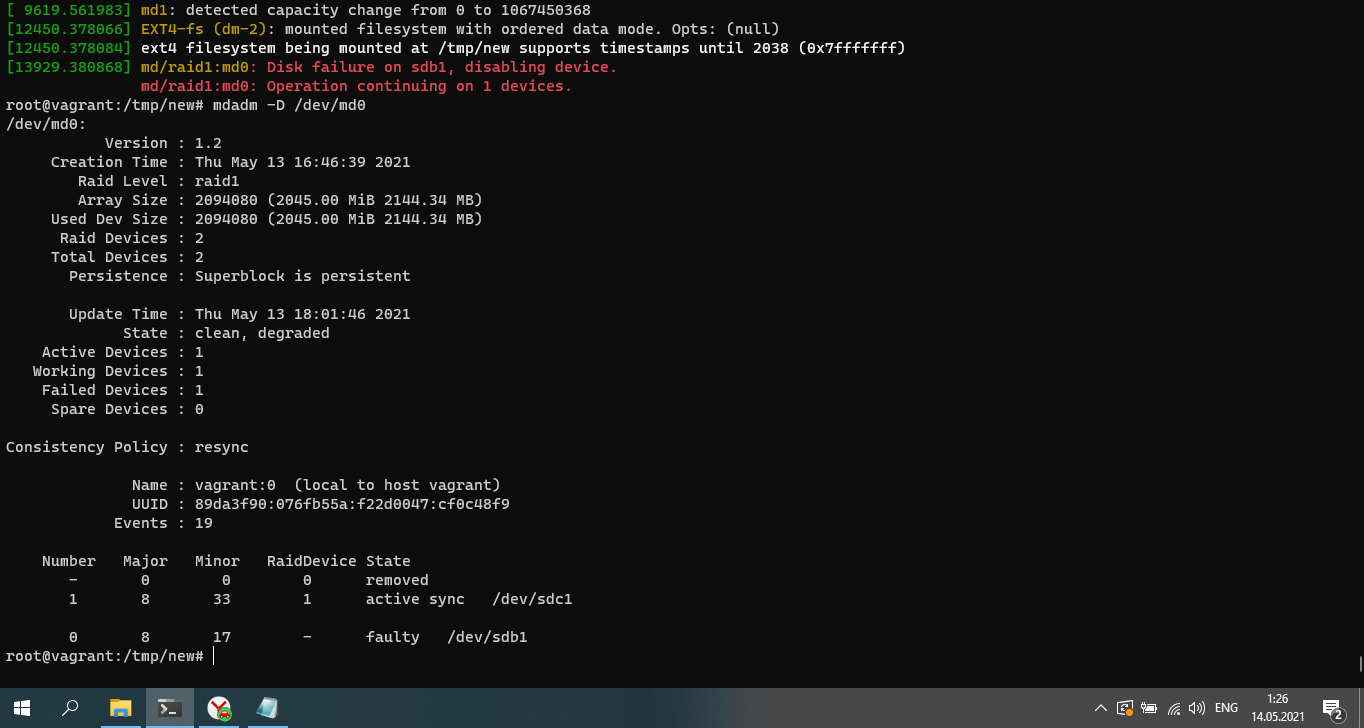 [ 9619.561983] md1: detected capacity change from 0 to 1067450368
[12450.378066] EXT4-fs (dm-2): mounted filesystem with ordered data mode. Opts: (null)
[12450.378084] ext4 filesystem being mounted at /tmp/new supports timestamps until 2038 (0x7fffffff)
[13929.380868] md/raid1:md0: Disk failure on sdb1, disabling device.
               md/raid1:md0: Operation continuing on 1 devices.
root@vagrant:/tmp/new# mdadm -D /dev/md0
/dev/md0:
           Version : 1.2
     Creation Time : Thu May 13 16:46:39 2021
        Raid Level : raid1
        Array Size : 2094080 (2045.00 MiB 2144.34 MB)
     Used Dev Size : 2094080 (2045.00 MiB 2144.34 MB)
      Raid Devices : 2
     Total Devices : 2
       Persistence : Superblock is persistent

       Update Time : Thu May 13 18:01:46 2021
             State : clean, degraded
    Active Devices : 1
   Working Devices : 1
    Failed Devices : 1
     Spare Devices : 0

Consistency Policy : resync

              Name : vagrant:0  (local to host vagrant)
              UUID : 89da3f90:076fb55a:f22d0047:cf0c48f9
            Events : 19

    Number   Major   Minor   RaidDevice State
       -       0        0        0      removed
       1       8       33        1      active sync   /dev/sdc1

       0       8       17        -      faulty   /dev/sdb1
root@vagrant:/tmp/new#
ENG
1:26
14.05.2021
2